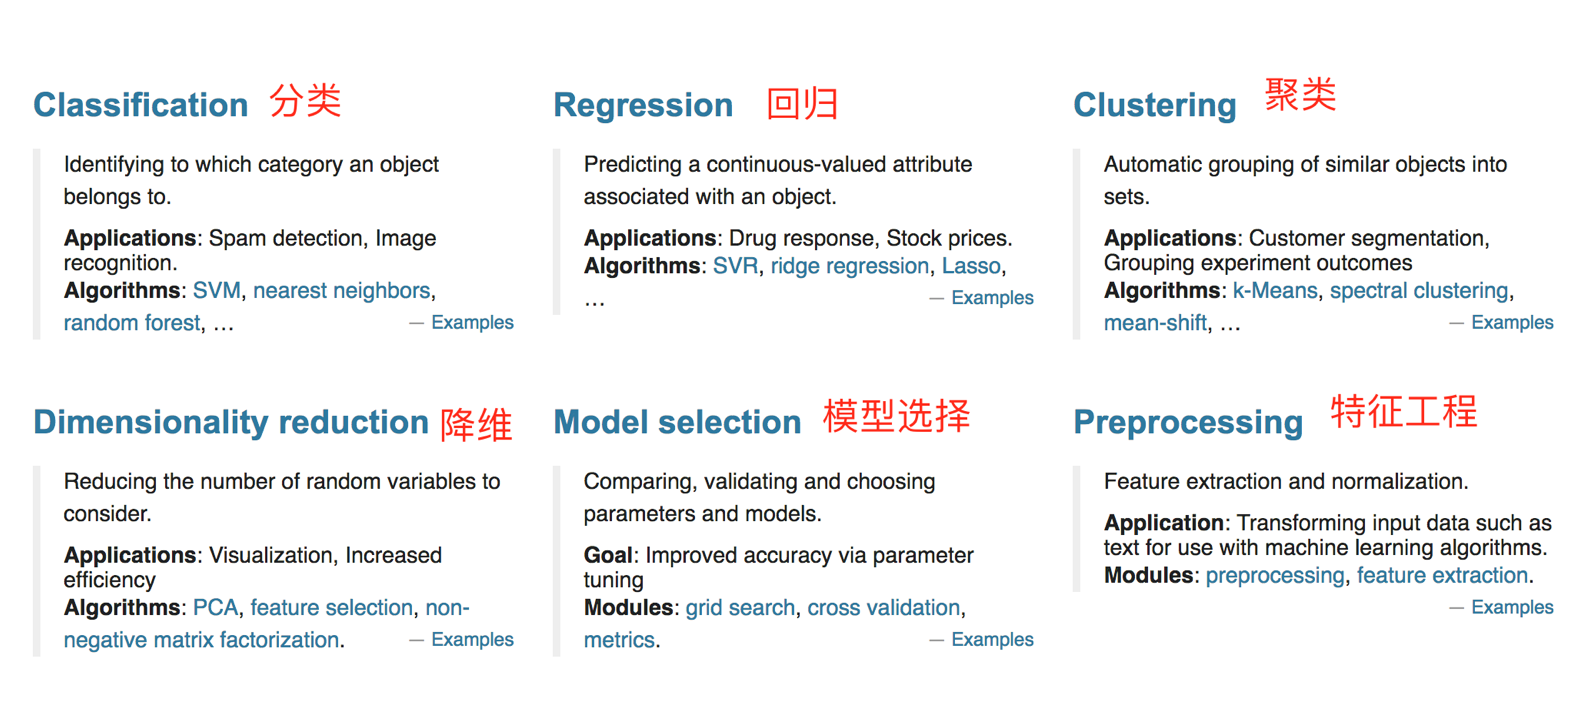 Classification 分类
Identifying to which category an object
belongs to.
Applications: Spam detection, Image
recognition.
Algorithms: SVM, nearest neighbors,
random forest, … — Examples
Regression 回归
Predicting a continuous-valued attribute
associated with an object.
Applications: Drug response, Stock prices.
Algorithms: SVR, ridge regression, Lasso,
… — Examples
Clustering 聚类
Automatic grouping of similar objects into
sets.
Applications: Customer segmentation,
Grouping experiment outcomes
Algorithms: k-Means, spectral clustering,
mean-shift, … — Examples
Dimensionality reduction 降维
Reducing the number of random variables to
consider.
Applications: Visualization, Increased
efficiency
Algorithms: PCA, feature selection, non-
negative matrix factorization. — Examples
Model selection 模型选择
Comparing, validating and choosing
parameters and models.
Goal: Improved accuracy via parameter
tuning
Modules: grid search, cross validation,
metrics. — Examples
Preprocessing 特征工程
Feature extraction and normalization.
Application: Transforming input data such as
text for use with machine learning algorithms.
Modules: preprocessing, feature extraction.
— Examples